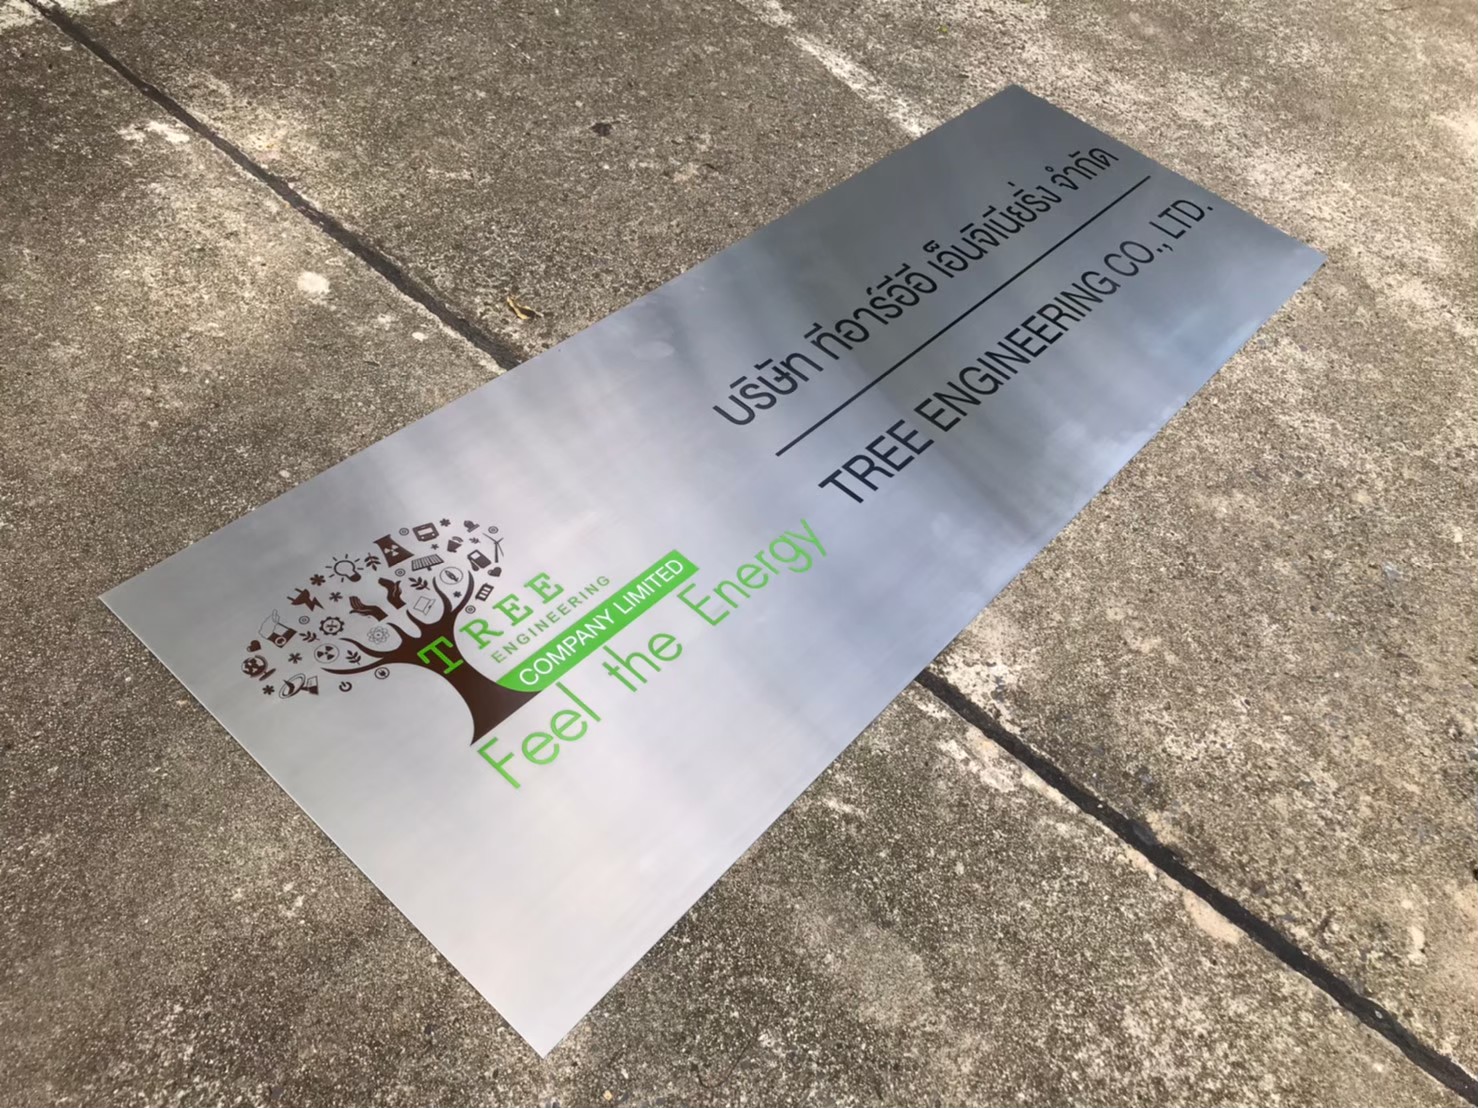 TREE
ENGINEERING
COMPANY LIMITED
Feel the Energy
บริษัท ทีอาร์อีอี เอ็นจิเนียริ่ง จำกัด
TREE ENGINEERING CO., LTD.